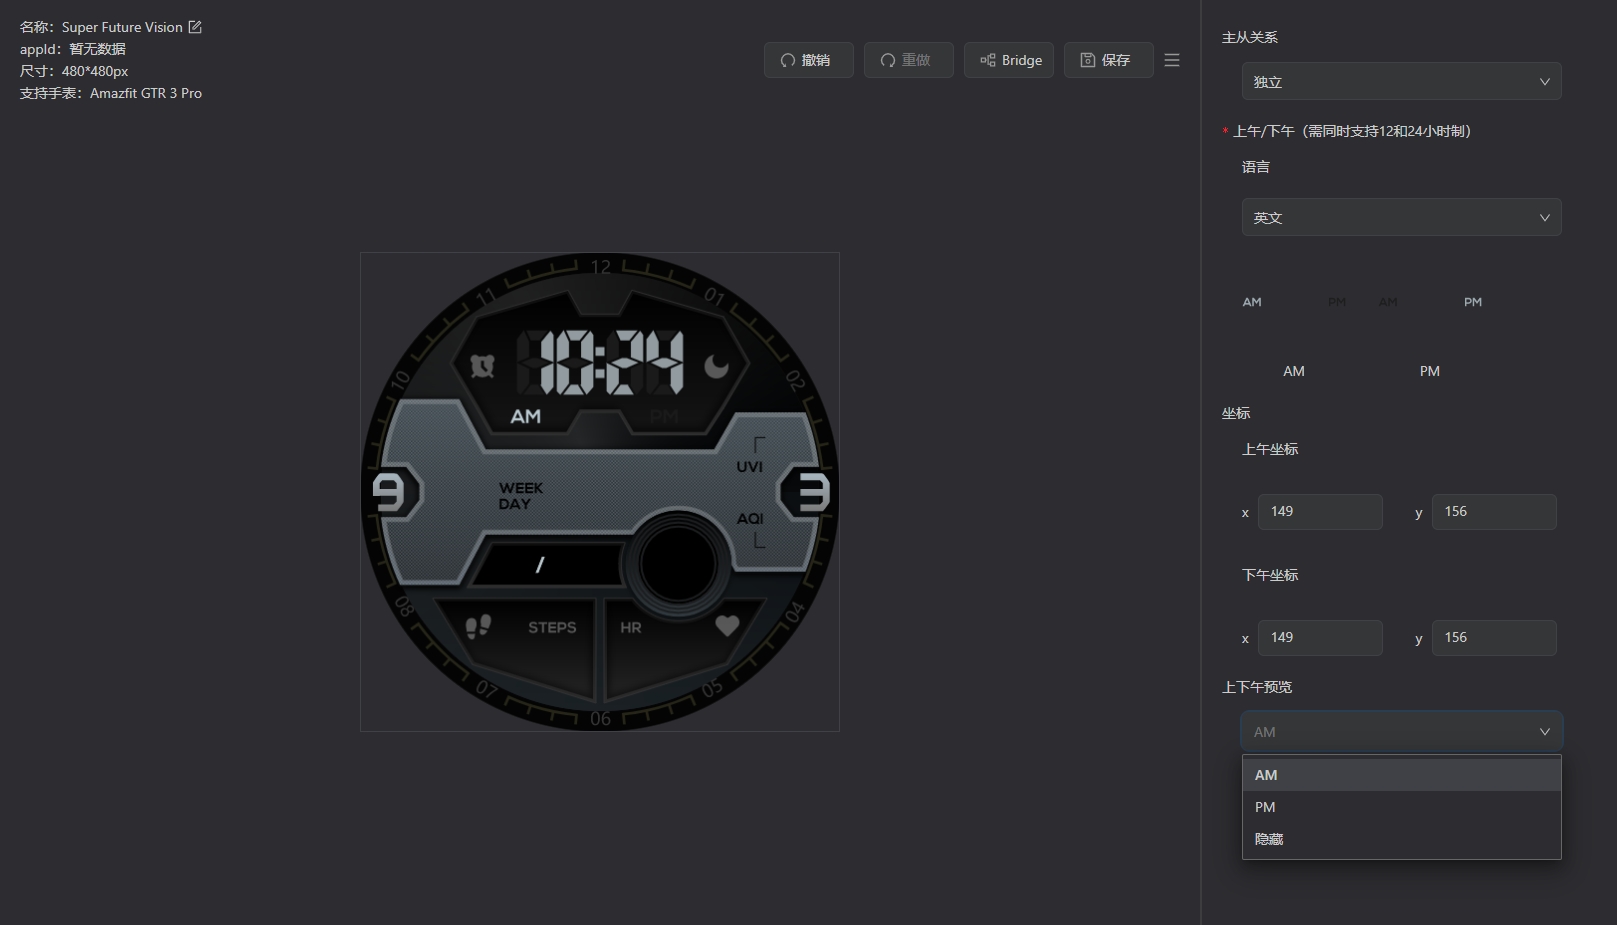 名称：Super Future Vision
appId：暂无数据
尺寸：480*480px
支持手表：Amazfit GTR 3 Pro
撤销
重做
Bridge
保存
12
11
01
10:24
10
02
AM
PM
UVI
9
WEEK
DAY
3
AQI
/
08
04
STEPS
HR
07
05
06
主从关系
独立
* 上午/下午（需同时支持12和24小时制）
语言
英文
AM PM AM PM
AM PM
坐标
上午坐标
x 149 y 156
下午坐标
x 149 y 156
上下午预览
AM
AM
PM
隐藏